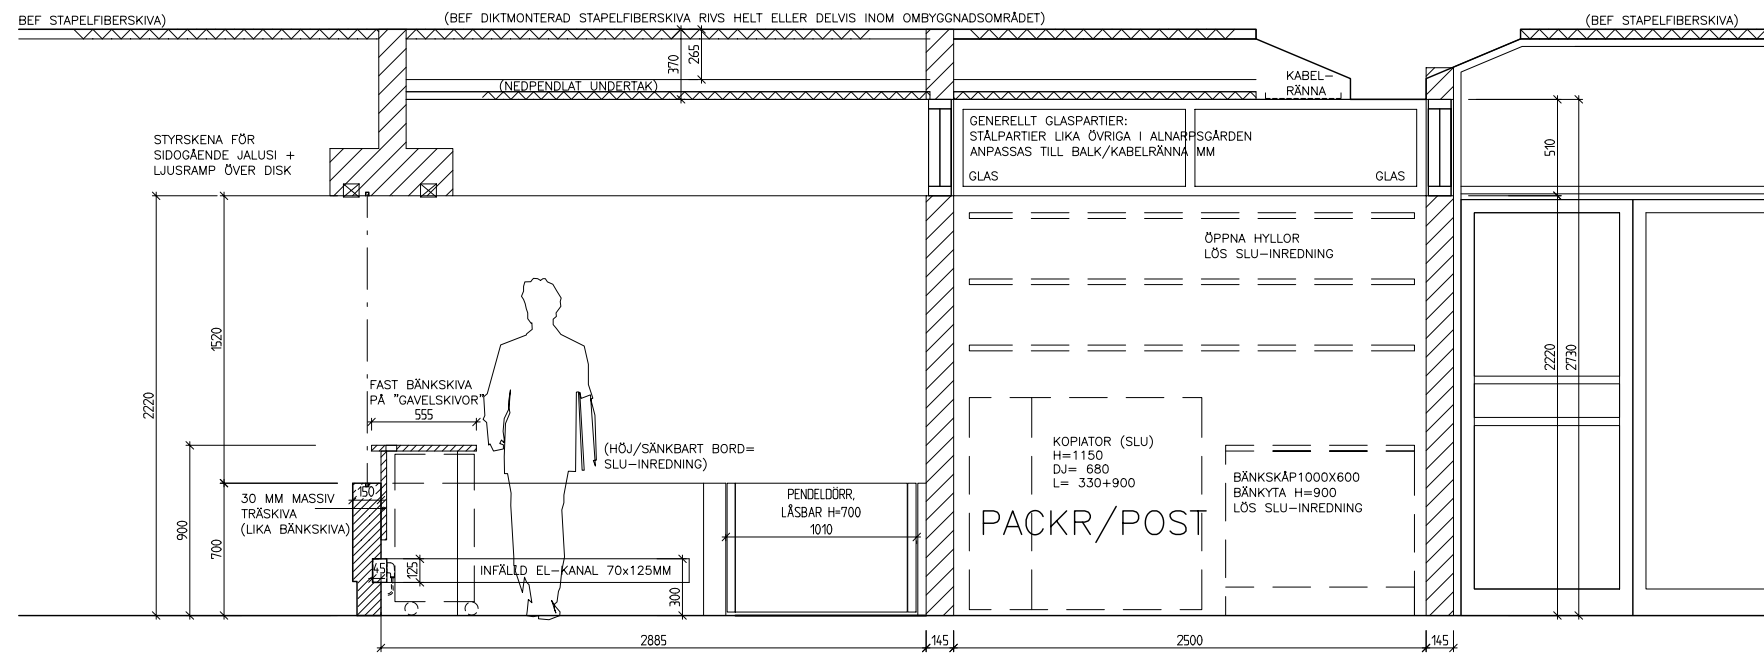 BEF STAPELFIBERSKIVA)
(BEF DIKTMONTERAD STAPELFIBERSKIVA RIVS HELT ELLER DELVIS INOM OMBYGGNADSOMRÅDET)
(BEF STAPELFIBERSKIVA)
370
265
(NEDPENDLAT UNDERTAK)
KABEL-
RÄNNA
STYRSKENA FÖR
SIDOGÅENDE JALUSI +
LJUSRAMP ÖVER DISK
GENERELLT GLASPARTIER:
STÅLPARTIER LIKA ÖVRIGA I ALNARPSGÅRDEN
ANPASSAS TILL BALK/KABELRÄNNA MM
GLAS
GLAS
510
ÖPPNA HYLLOR
LÖS SLU-INREDNING
1520
2220
2730
2220
FAST BÄNKSKIVA
PÅ "GAVELSKIVOR"
555
(HÖJ/SÄNKBART BORD=
SLU-INREDNING)
KOPIATOR (SLU)
H=1150
DJ= 680
L= 330+900
BÄNKSKÅP1000X600
BÄNKYTA H=900
LÖS SLU-INREDNING
150
30 MM MASSIV
TRÄSKIVA
(LIKA BÄNKSKIVA)
PENDELDÖRR,
LÅSBAR H=700
1010
PACKR/POST
900
700
45
125
INFÄLLD EL-KANAL 70x125MM
300
2885
145
2500
145